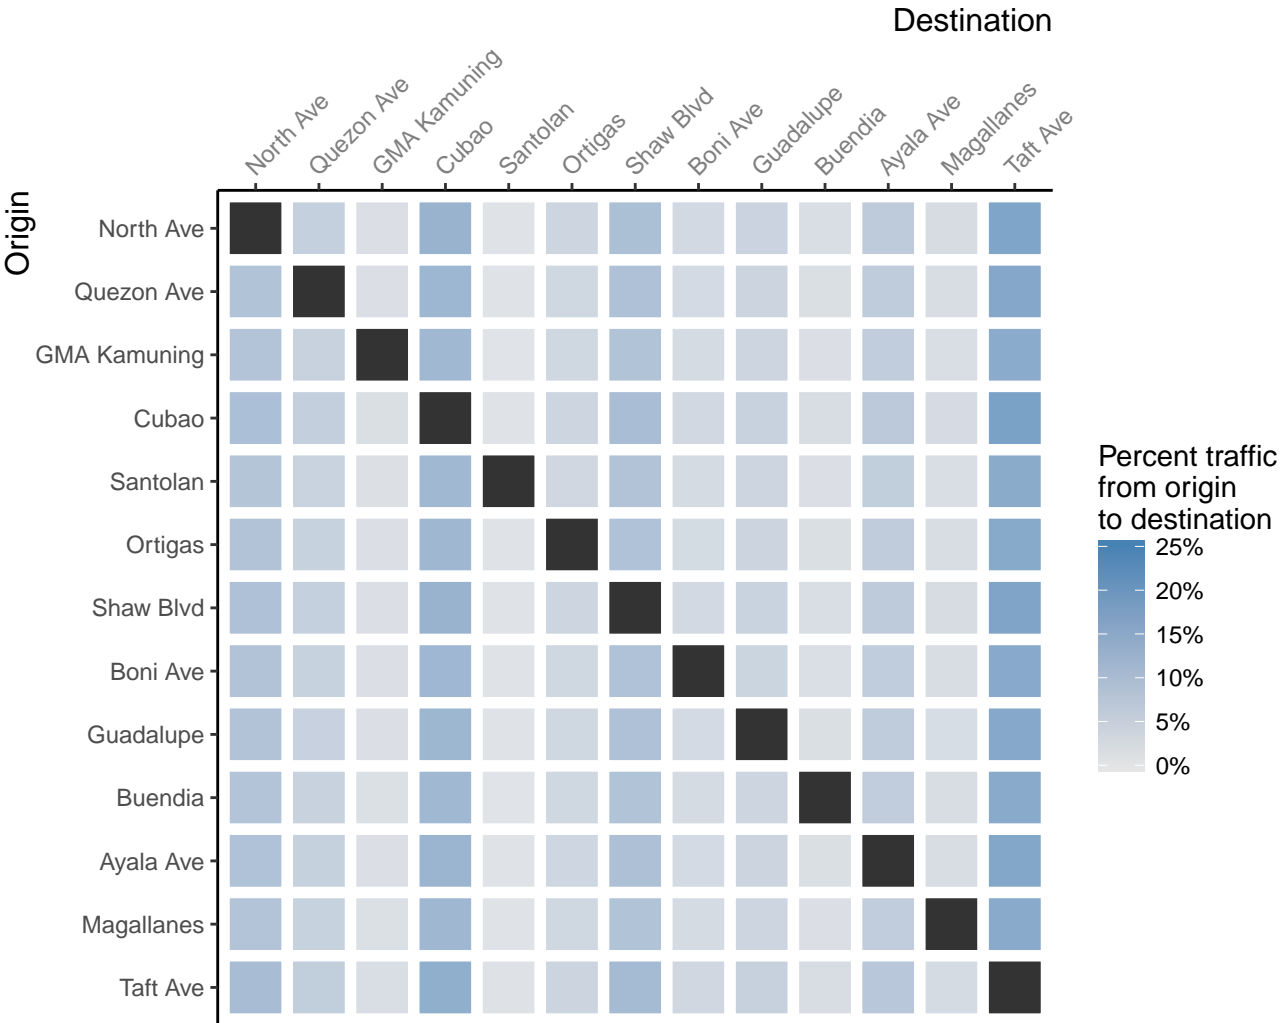 Destination
North Ave
Quezon Ave
GMA Kamuning
Cubao
Santolan
Ortigas
Shaw Blvd
Boni Ave
Guadalupe
Buendia
Ayala Ave
Magallanes
Taft Ave
Origin
North Ave
Quezon Ave
GMA Kamuning
Cubao
Santolan
Ortigas
Shaw Blvd
Boni Ave
Guadalupe
Buendia
Ayala Ave
Magallanes
Taft Ave
Percent traffic
from origin
to destination
25%
20%
15%
10%
5%
0%